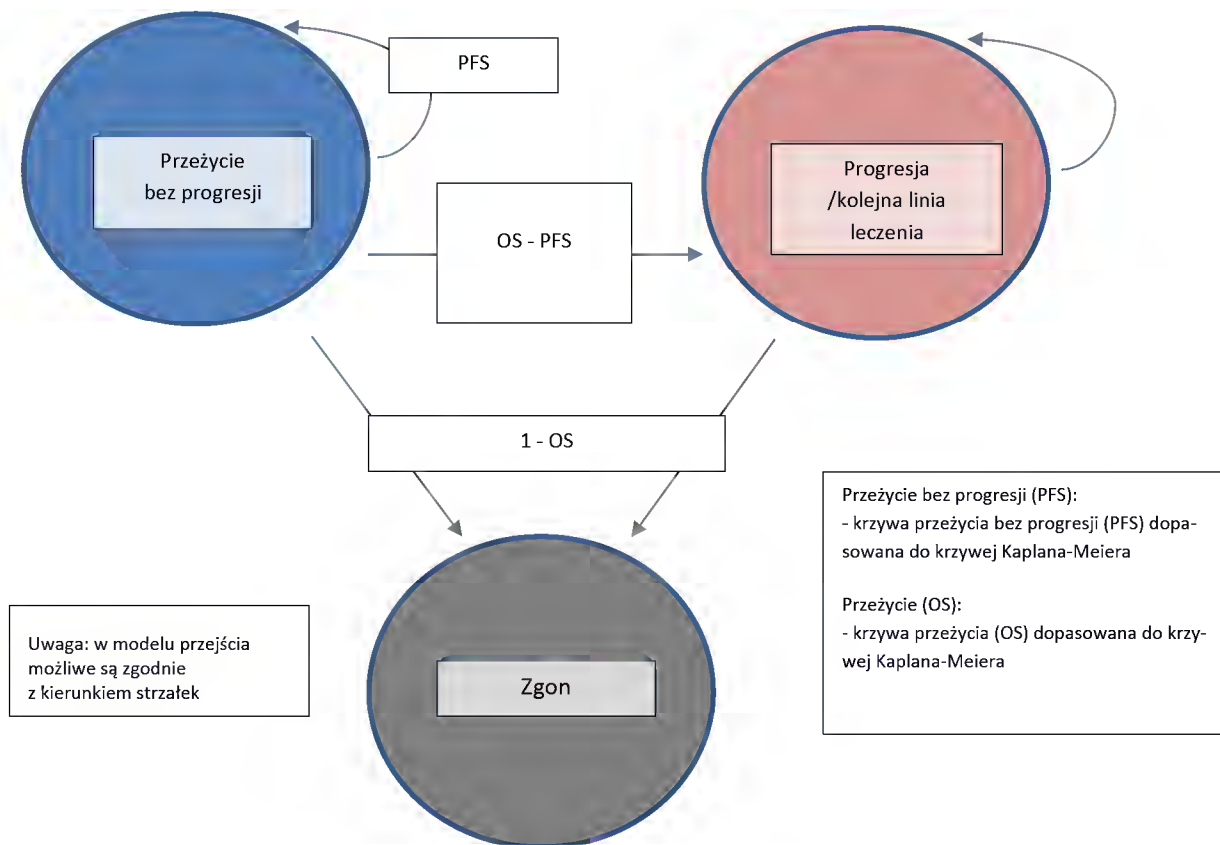 PFS
Przeżycie
bez progresji
Progresja
/kolejna linia
leczenia
OS - PFS
1 - OS
Przeżycie bez progresji (PFS):
- krzywa przeżycia bez progresji (PFS) dopa-
sowana do krzywej Kaplana-Meiera
Przeżycie (OS):
- krzywa przeżycia (OS) dopasowana do krzy-
wej Kaplana-Meiera
Uwaga: w modelu przejścia
możliwe są zgodnie
z kierunkiem strzałek
Zgon